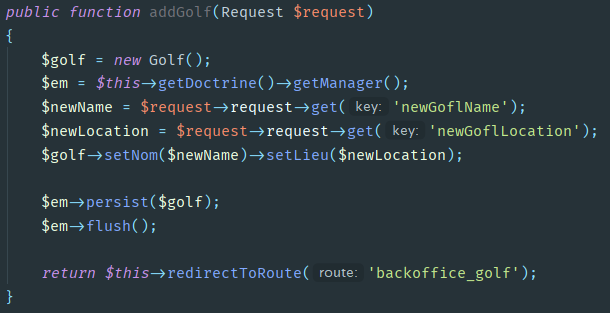 public function addGolf(Request $request)
{
$golf = new Golf();
$em = $this→getDoctrine()→getManager();
$newName = $request→request→get( key: 'newGoflName');
$newLocation = $request→request→get( key: 'newGoflLocation');
$golf→setNom($newName)→setLieu($newLocation);
$em→persist($golf);
$em→flush();
return $this→redirectToRoute( route: 'backoffice_golf');
}